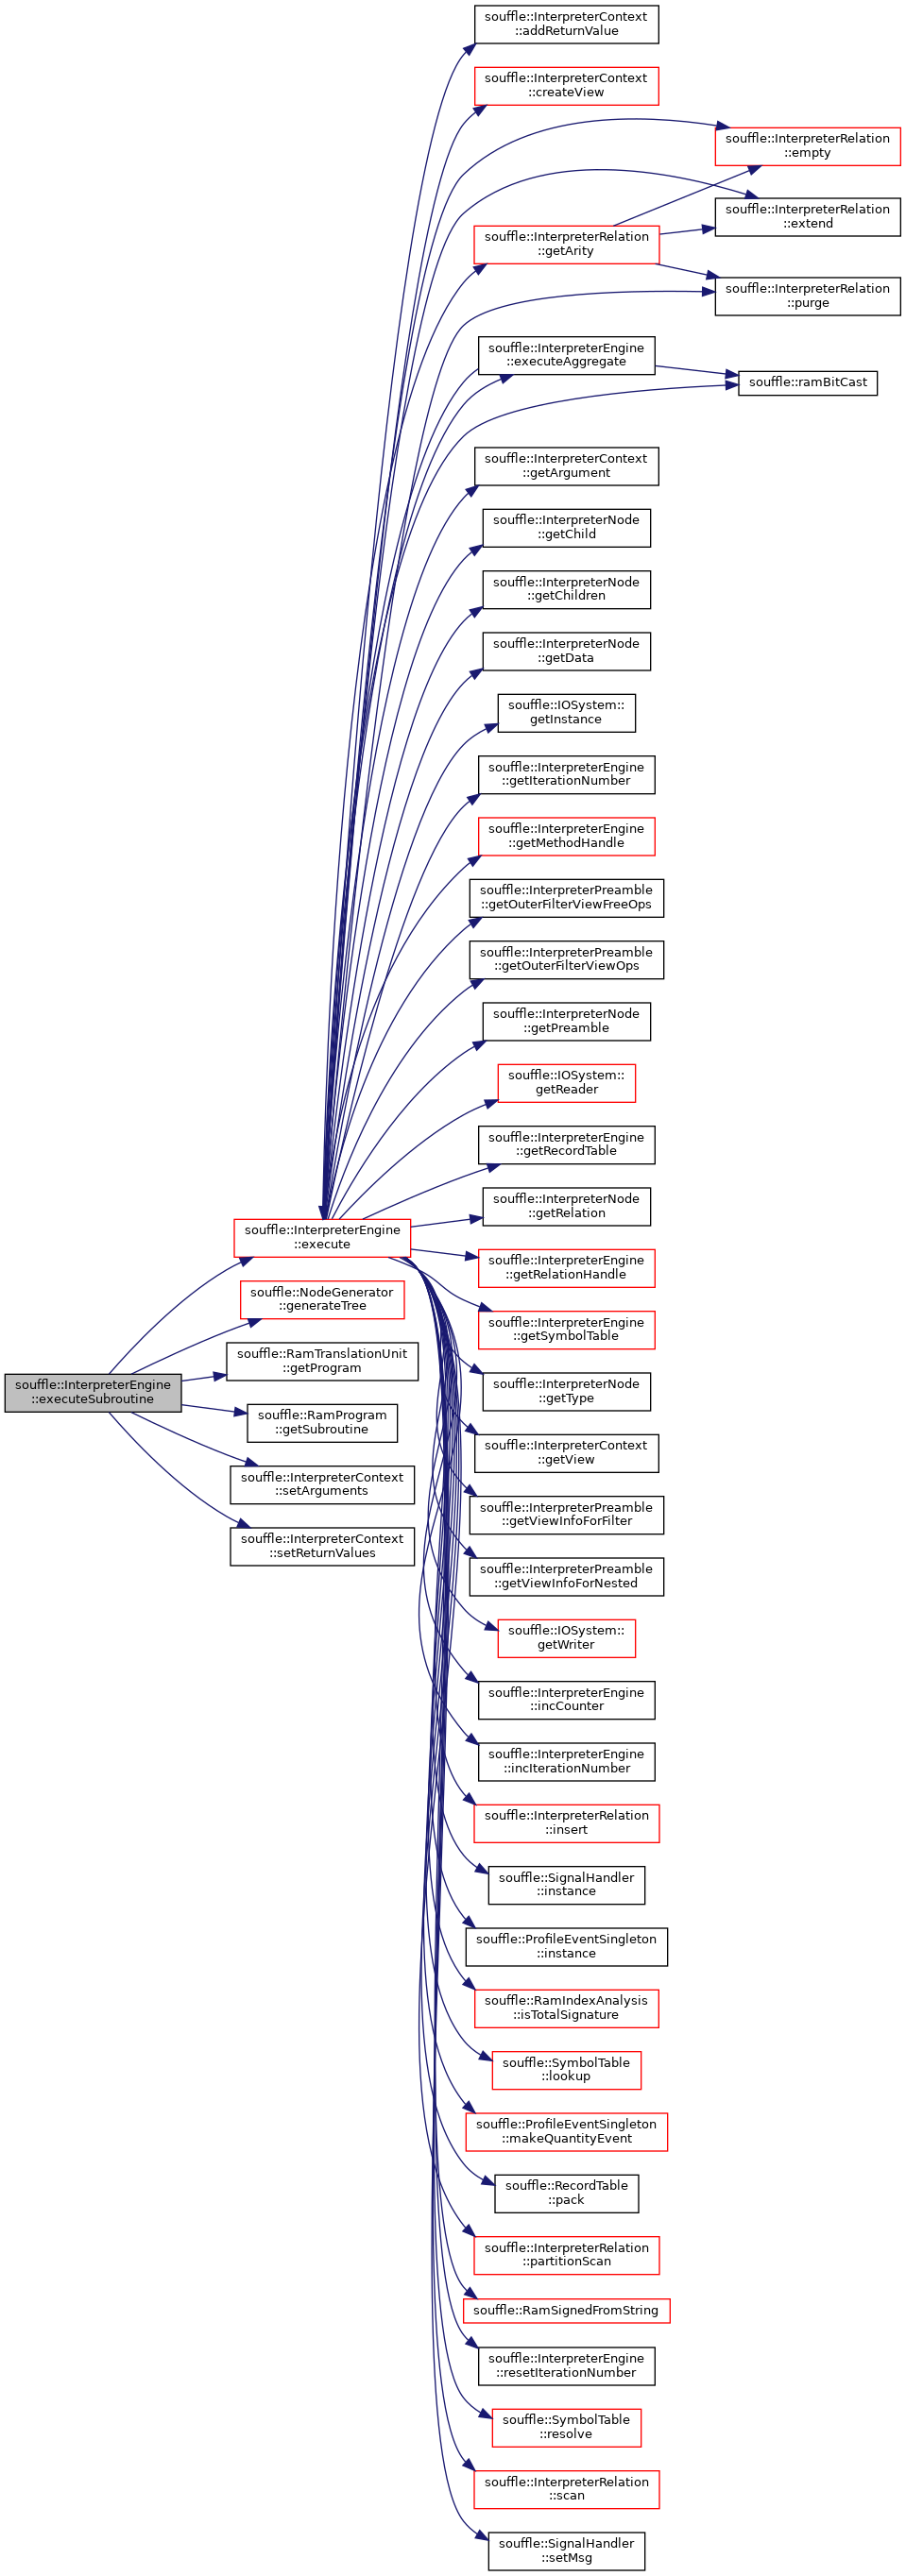 souffle::InterpreterContext
::addReturnValue
souffle::InterpreterContext
::createView
souffle::InterpreterRelation
::empty
souffle::InterpreterRelation
::extend
souffle::InterpreterRelation
::getArity
souffle::InterpreterRelation
::purge
souffle::InterpreterEngine
::executeAggregate
souffle::ramBitCast
souffle::InterpreterContext
::getArgument
souffle::InterpreterNode
::getChild
souffle::InterpreterNode
::getChildren
souffle::InterpreterNode
::getData
souffle::IOSystem::
getInstance
souffle::InterpreterEngine
::getIterationNumber
souffle::InterpreterEngine
::getMethodHandle
souffle::InterpreterPreamble
::getOuterFilterViewFreeOps
souffle::InterpreterPreamble
::getOuterFilterViewOps
souffle::InterpreterNode
::getPreamble
souffle::IOSystem::
getReader
souffle::InterpreterEngine
::getRecordTable
souffle::InterpreterNode
::getRelation
souffle::InterpreterEngine
::execute
souffle::InterpreterEngine
::getRelationHandle
souffle::NodeGenerator
::generateTree
souffle::InterpreterEngine
::getSymbolTable
souffle::RamTranslationUnit
::getProgram
souffle::InterpreterEngine
::executeSubroutine
souffle::InterpreterNode
::getType
souffle::RamProgram
::getSubroutine
souffle::InterpreterContext
::getView
souffle::InterpreterContext
::setArguments
souffle::InterpreterPreamble
::getViewInfoForFilter
souffle::InterpreterContext
::setReturnValues
souffle::InterpreterPreamble
::getViewInfoForNested
souffle::IOSystem::
getWriter
souffle::InterpreterEngine
::incCounter
souffle::InterpreterEngine
::incIterationNumber
souffle::InterpreterRelation
::insert
souffle::SignalHandler
::instance
souffle::ProfileEventSingleton
::instance
souffle::RamIndexAnalysis
::isTotalSignature
souffle::SymbolTable
::lookup
souffle::ProfileEventSingleton
::makeQuantityEvent
souffle::RecordTable
::pack
souffle::InterpreterRelation
::partitionScan
souffle::RamSignedFromString
souffle::InterpreterEngine
::resetIterationNumber
souffle::SymbolTable
::resolve
souffle::InterpreterRelation
::scan
souffle::SignalHandler
::setMsg